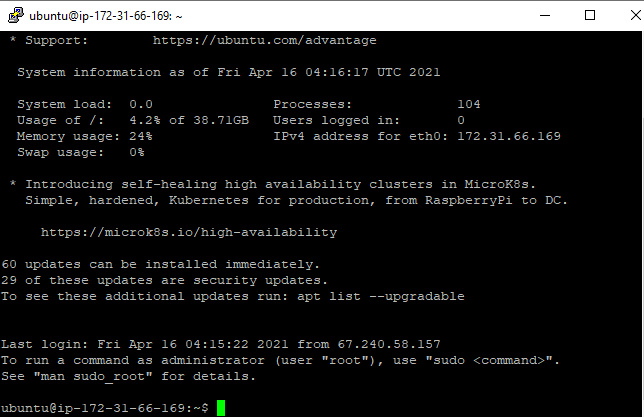 ubuntu@ip-172-31-66-169: ~
* Support:        https://ubuntu.com/advantage
System information as of Fri Apr 16 04:16:17 UTC 2021
System load:  0.0               Processes:             104
Usage of /:   4.2% of 38.71GB   Users logged in:       0
Memory usage: 24%               IPv4 address for eth0: 172.31.66.169
Swap usage:   0%
* Introducing self-healing high availability clusters in MicroK8s.
Simple, hardened, Kubernetes for production, from RaspberryPi to DC.
https://microk8s.io/high-availability
60 updates can be installed immediately.
29 of these updates are security updates.
To see these additional updates run: apt list --upgradable
Last login: Fri Apr 16 04:15:22 2021 from 67.240.58.157
To run a command as administrator (user "root"), use "sudo <command>".
See "man sudo_root" for details.
ubuntu@ip-172-31-66-169:~$